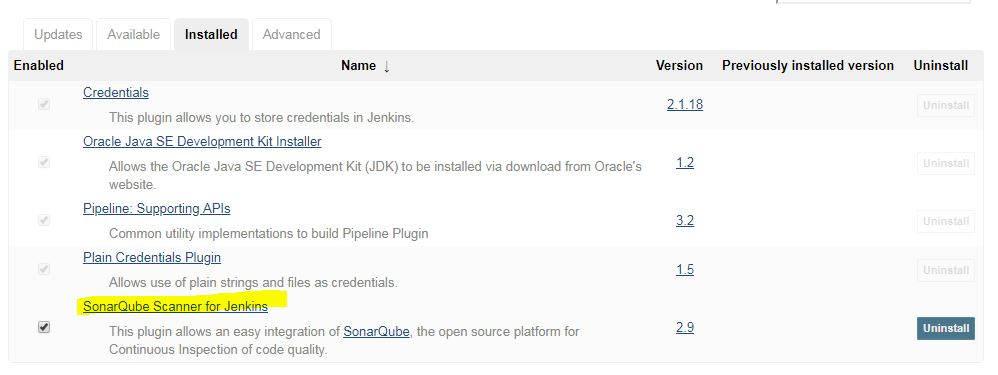 Updates Available Installed Advanced
Enabled Name ↓ Version Previously installed version Uninstall
Credentials
This plugin allows you to store credentials in Jenkins.
2.1.18 Uninstall
Oracle Java SE Development Kit Installer
Allows the Oracle Java SE Development Kit (JDK) to be installed via download from Oracle's
website.
1.2 Uninstall
Pipeline: Supporting APIs
Common utility implementations to build Pipeline Plugin
3.2 Uninstall
Plain Credentials Plugin
Allows use of plain strings and files as credentials.
1.5 Uninstall
SonarQube Scanner for Jenkins
This plugin allows an easy integration of SonarQube, the open source platform for
Continuous Inspection of code quality.
2.9 Uninstall